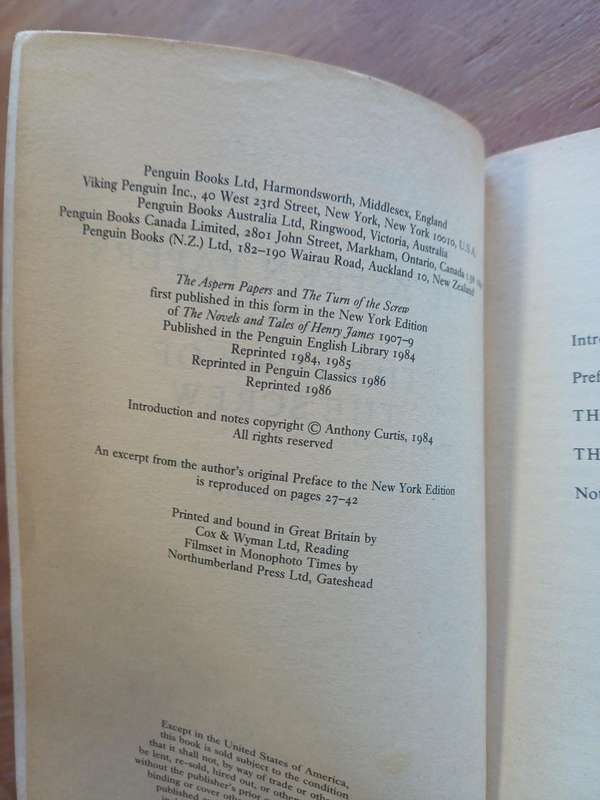 Penguin Books Ltd, Harmondsworth, Middlesex, England
Viking Penguin Inc., 40 West 23rd Street, New York, New York 10010, U.S.A.
Penguin Books Australia Ltd, Ringwood, Victoria, Australia
Penguin Books Canada Limited, 2801 John Street, Markham, Ontario, Canada
Penguin Books (N.Z.) Ltd, 182–190 Wairau Road, Auckland 10, New Zealand
The Aspern Papers and The Turn of the Screw
first published in this form in the New York Edition
of The Novels and Tales of Henry James 1907–9
Published in the Penguin English Library 1984
Reprinted 1984, 1985
Reprinted in Penguin Classics 1986
Reprinted 1986
Introduction and notes copyright © Anthony Curtis, 1984
All rights reserved
An excerpt from the author's original Preface to the New York Edition
is reproduced on pages 27–42
Printed and bound in Great Britain by
Cox & Wyman Ltd, Reading
Filmset in Monophoto Times by
Northumberland Press Ltd, Gateshead
Except in the United States of America,
this book is sold subject to the condition
that it shall not, by way of trade or
be lent, re-sold, hired out, or
without the publisher's prior
binding or cover
published
Intr
Pref
TH
TH
Not